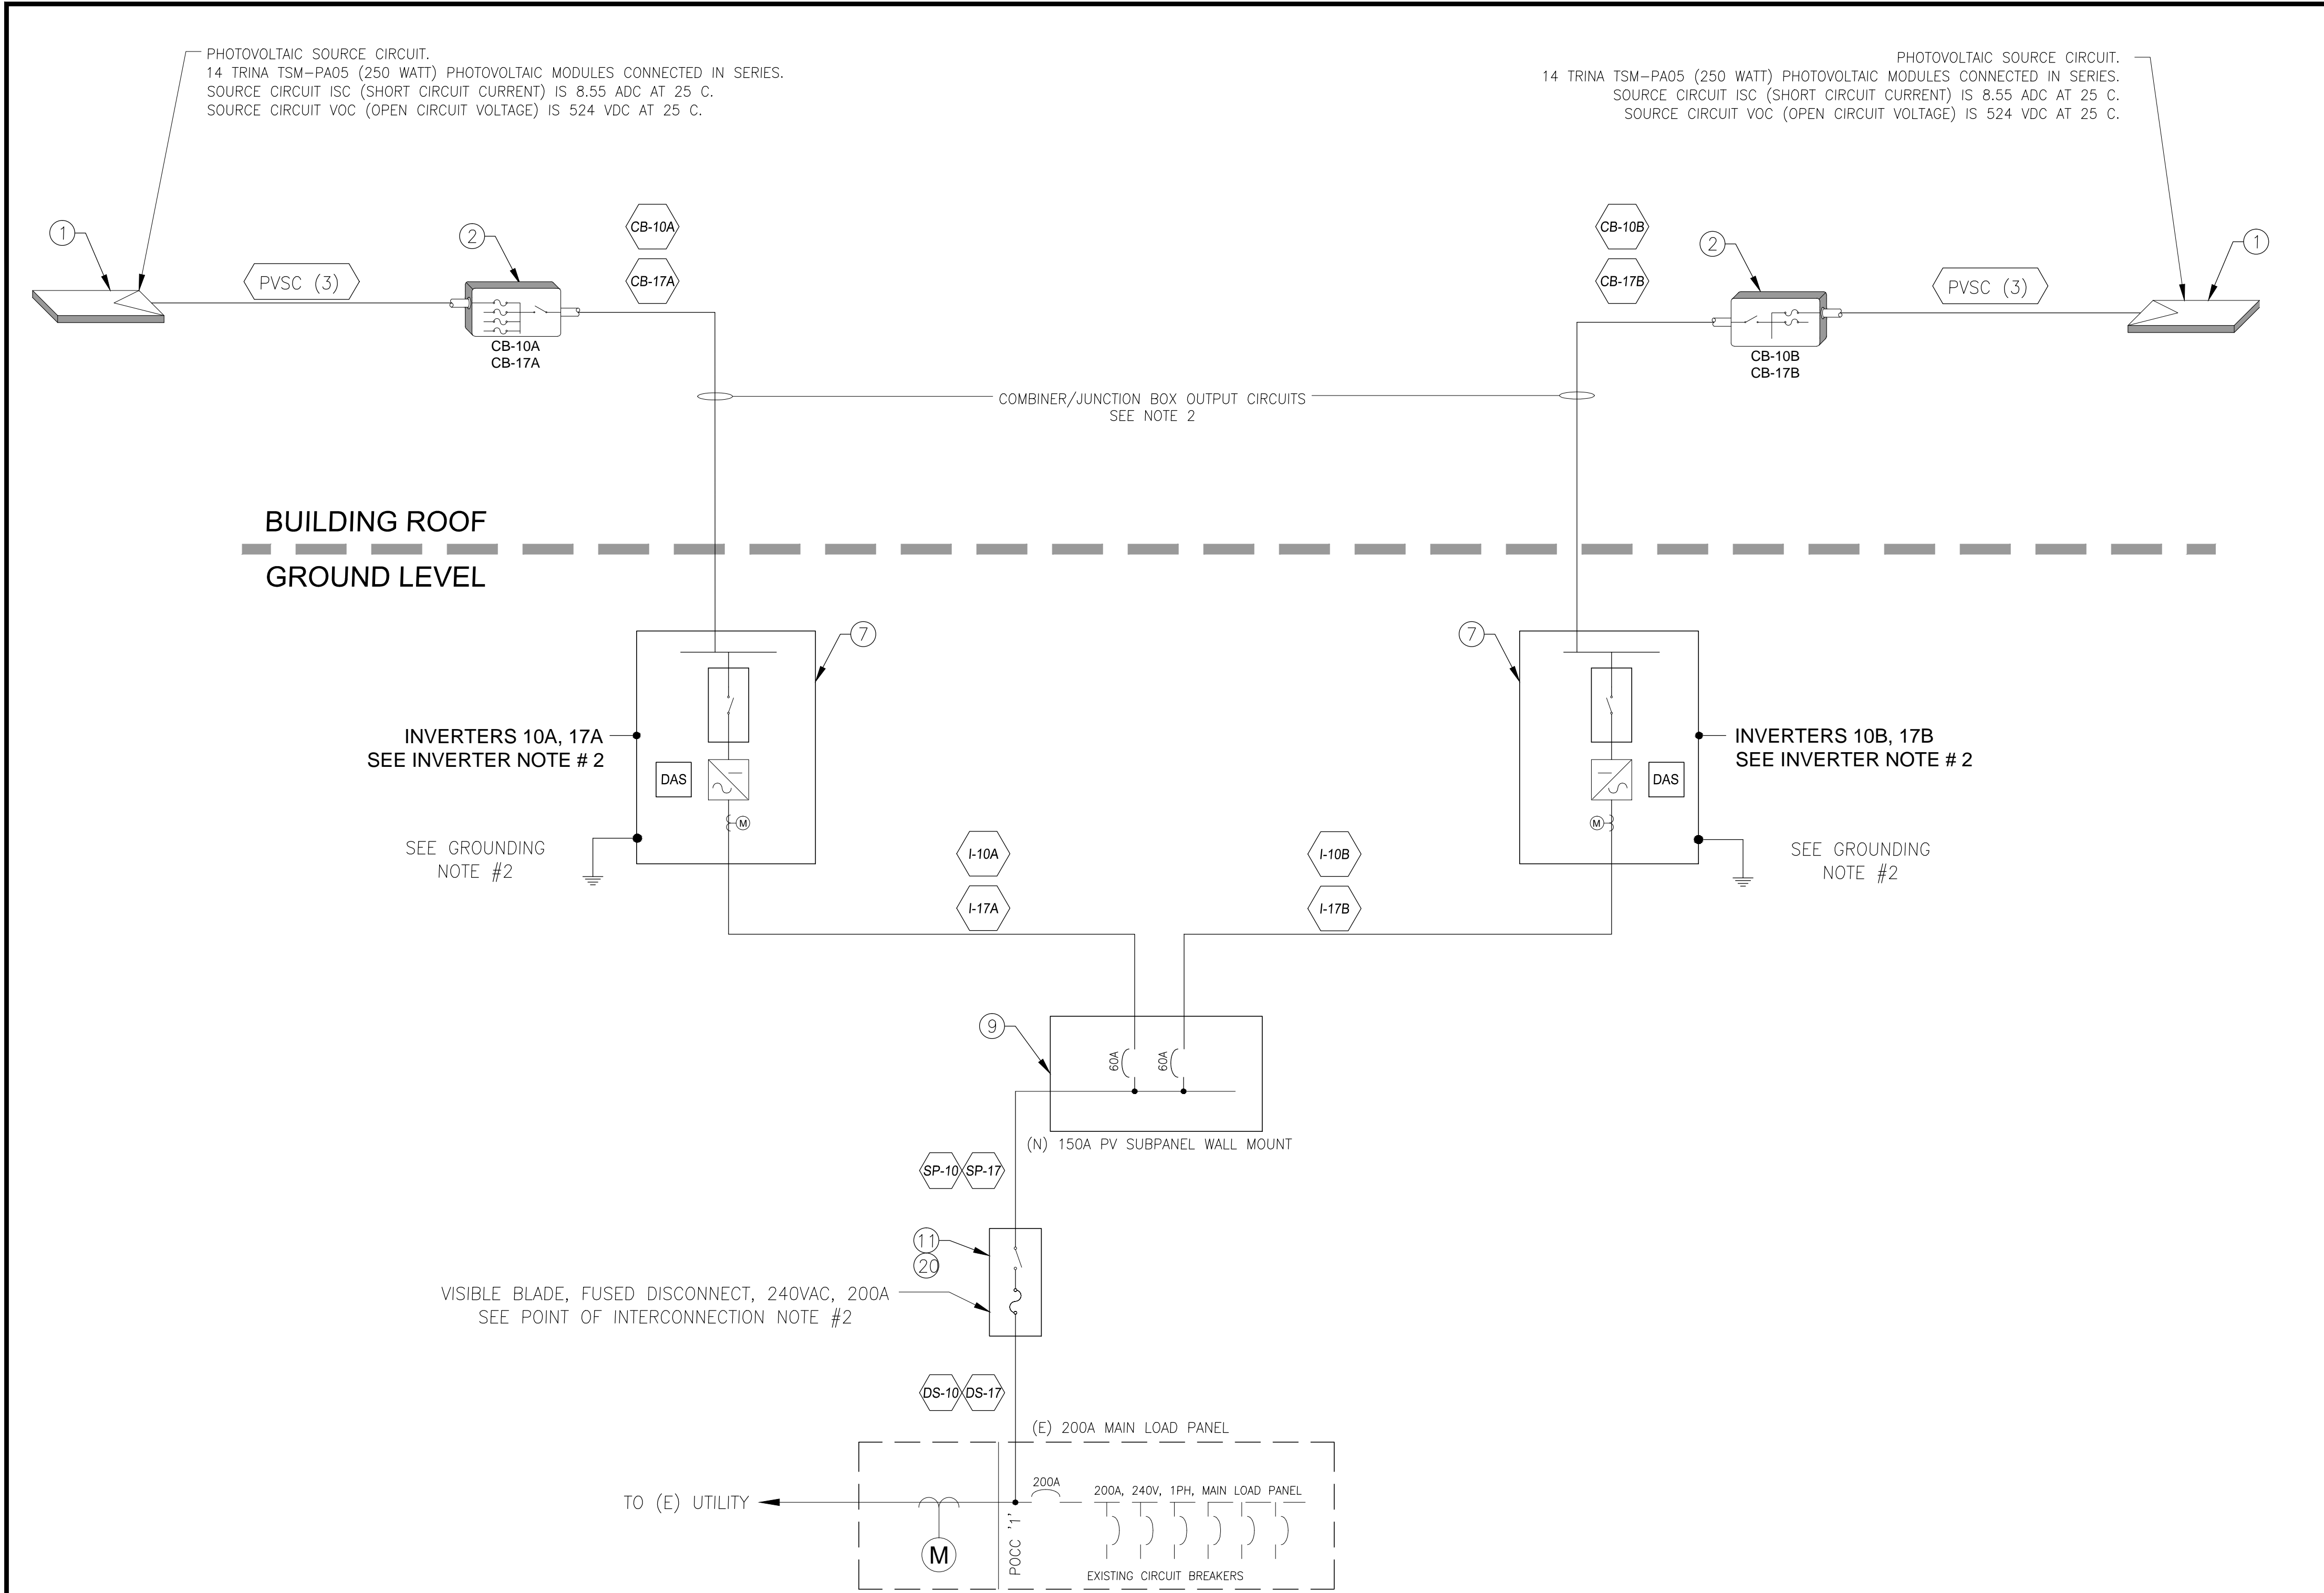 PHOTOVOLTAIC SOURCE CIRCUIT.
14 TRINA TSM-PA05 (250 WATT) PHOTOVOLTAIC MODULES CONNECTED IN SERIES.
SOURCE CIRCUIT ISC (SHORT CIRCUIT CURRENT) IS 8.55 ADC AT 25 C.
SOURCE CIRCUIT VOC (OPEN CIRCUIT VOLTAGE) IS 524 VDC AT 25 C.
PHOTOVOLTAIC SOURCE CIRCUIT.
14 TRINA TSM-PA05 (250 WATT) PHOTOVOLTAIC MODULES CONNECTED IN SERIES.
SOURCE CIRCUIT ISC (SHORT CIRCUIT CURRENT) IS 8.55 ADC AT 25 C.
SOURCE CIRCUIT VOC (OPEN CIRCUIT VOLTAGE) IS 524 VDC AT 25 C.
1
PVSC (3)
2
CB-10A
CB-17A
CB-10A
CB-17A
CB-10B
CB-17B
2
CB-10B
CB-17B
PVSC (3)
1
COMBINER/JUNCTION BOX OUTPUT CIRCUITS
SEE NOTE 2
BUILDING ROOF
GROUND LEVEL
7
INVERTERS 10A, 17A
SEE INVERTER NOTE # 2
DAS
M
SEE GROUNDING
NOTE #2
7
INVERTERS 10B, 17B
SEE INVERTER NOTE # 2
DAS
M
SEE GROUNDING
NOTE #2
I-10A
I-17A
I-10B
I-17B
9
60A
60A
(N) 150A PV SUBPANEL WALL MOUNT
SP-10
SP-17
11
20
VISIBLE BLADE, FUSED DISCONNECT, 240VAC, 200A
SEE POINT OF INTERCONNECTION NOTE #2
DS-10
DS-17
(E) 200A MAIN LOAD PANEL
TO (E) UTILITY
M
POCC '1'
200A
200A, 240V, 1PH, MAIN LOAD PANEL
EXISTING CIRCUIT BREAKERS